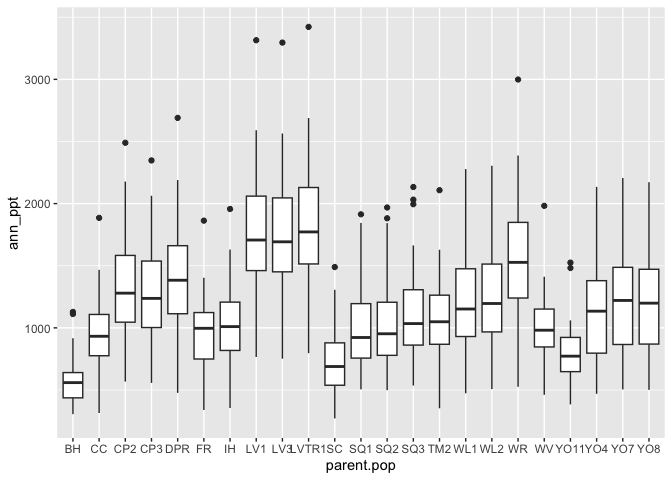 3000
2000
1000
ann_ppt
BH CC CP2 CP3 DPR FR IH LV1 LV3 LVTR1 SC SQ1 SQ2 SQ3 TM2 WL1 WL2 WR WV YO11 YO4 YO7 YO8
parent.pop